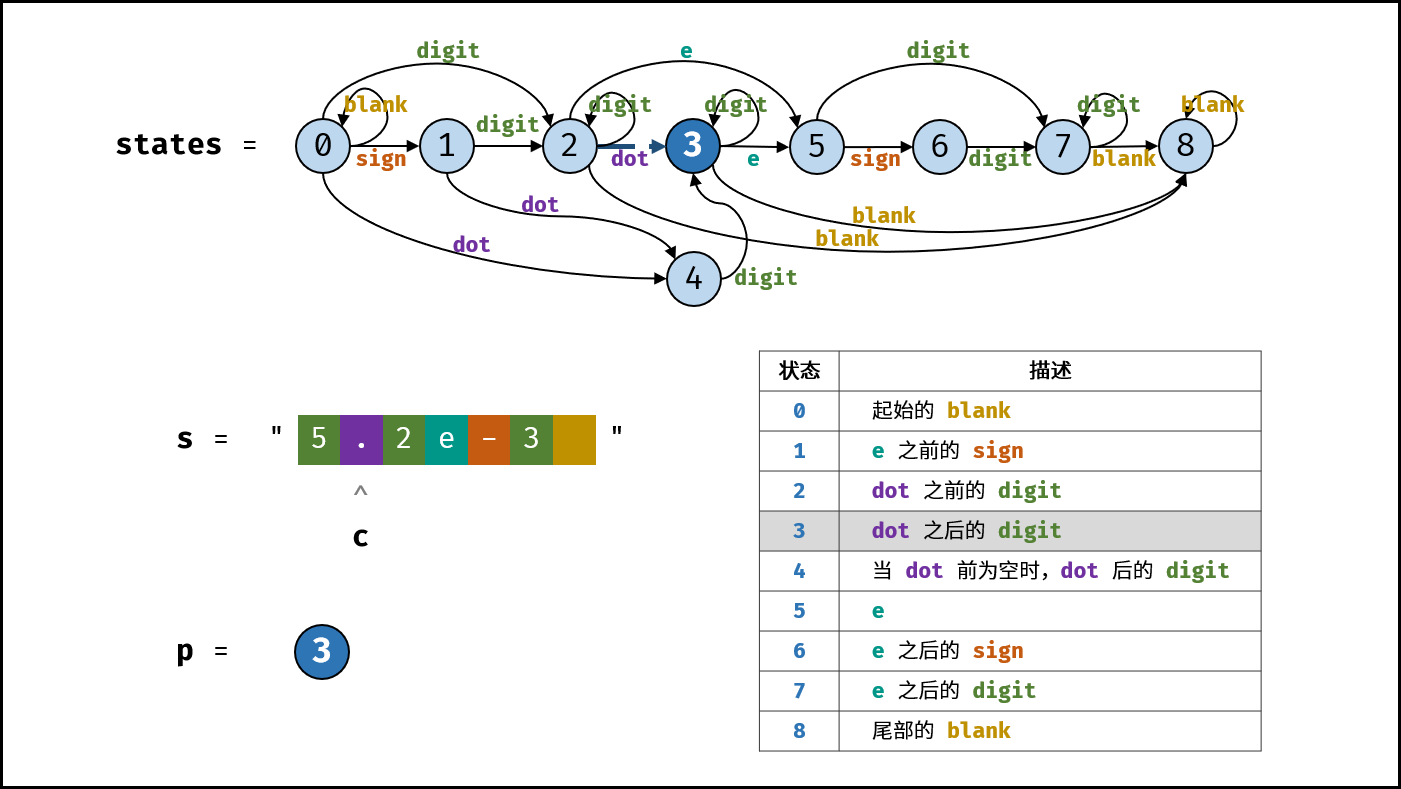 digit e digit
blank digit digit digit blank
digit
states = 0 1 2 3 5 6 7 8
sign dot e sign digit blank
dot
blank
blank
dot
4 digit
状态 描述
0 起始的 blank
1 e 之前的 sign
2 dot 之前的 digit
3 dot 之后的 digit
4 当 dot 前为空时，dot 后的 digit
5 e
6 e 之后的 sign
7 e 之后的 digit
8 尾部的 blank
s = " 5 . 2 e - 3 "
^
c
p = 3